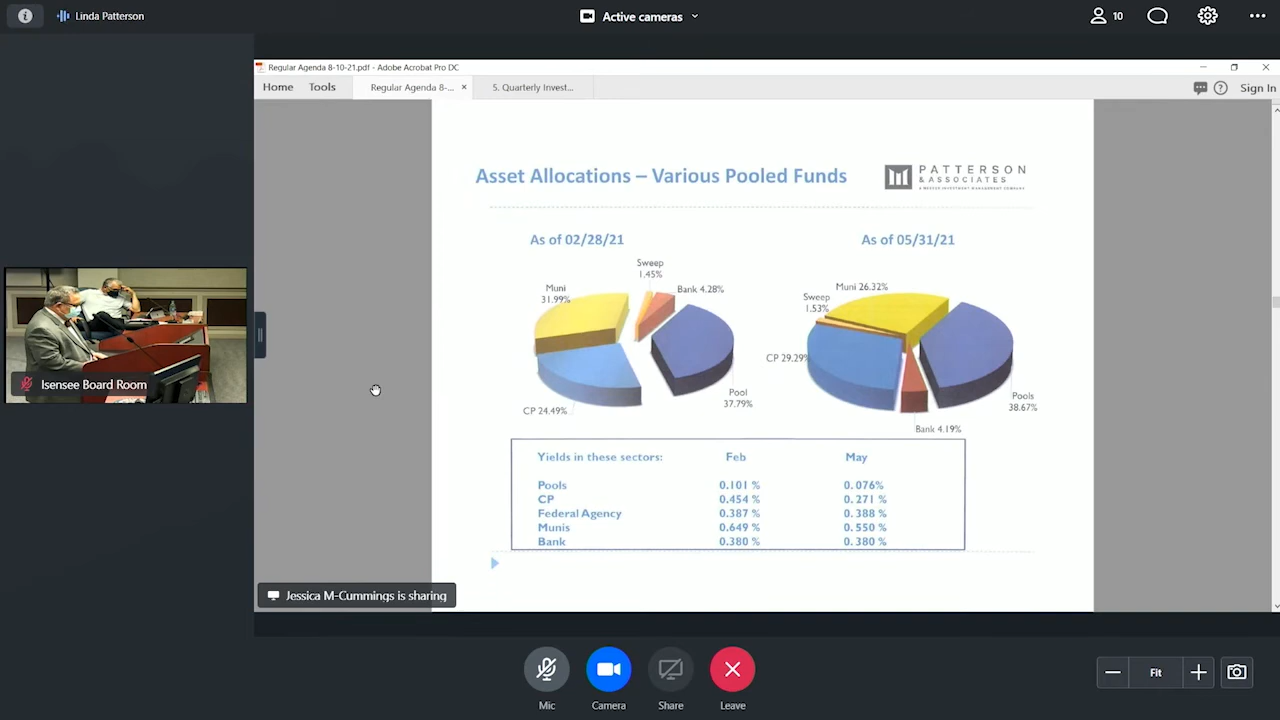 Linda Patterson
Active cameras
10
Regular Agenda 8-10-21.pdf - Adobe Acrobat Pro DC
Home
Tools
Regular Agenda 8-...
5. Quarterly Invest...
Sign In
Asset Allocations – Various Pooled Funds
PATTERSON
& ASSOCIATES
As of 02/28/21
As of 05/31/21
Sweep
1.45%
Muni
31.99%
Bank 4.28%
CP 24.49%
Pool
37.79%
Muni 26.32%
Sweep
1.53%
CP 29.29%
Pools
38.67%
Bank 4.19%
Yields in these sectors: Feb May
Pools 0.101 % 0.076%
CP 0.454 % 0.271 %
Federal Agency 0.387 % 0.388 %
Munis 0.649 % 0.550 %
Bank 0.380 % 0.380 %
Isensee Board Room
Jessica M-Cummings is sharing
Mic
Camera
Share
Leave
Fit